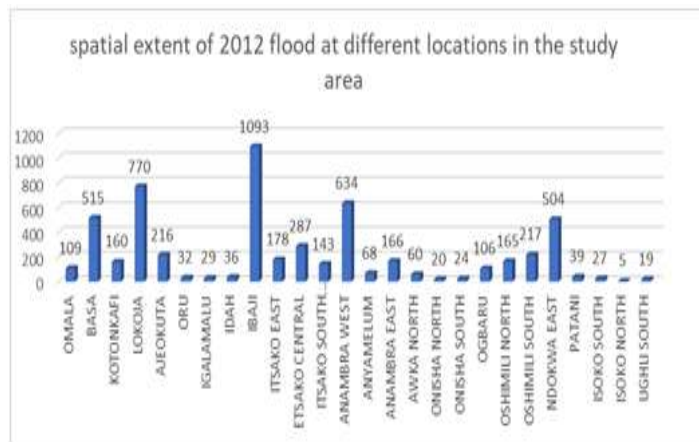 spatial extent of 2012 flood at different locations in the study
area
1200
1000
800
600
400
200
0
109
515
160
770
216
32
29
36
1093
178
287
143
634
68
166
60
20
24
106
165
217
504
39
27
5
19
OMALA
BASA
KOTONKAFI
LOKOJA
AJEOKUTA
ORU
IGALAMALU
IDAH
IBAJI
ITSAKO EAST
ETSAKO CENTRAL
ITSAKO SOUTH
ANAMBRA WEST
ANYAMELUM
ANAMBRA EAST
AWKA NORTH
ONISHA NORTH
ONISHA SOUTH
OGBARU
OSHIMILI NORTH
OSHIMILI SOUTH
NDOKWA EAST
PATANI
ISOKO SOUTH
ISOKO NORTH
UGHLI SOUTH